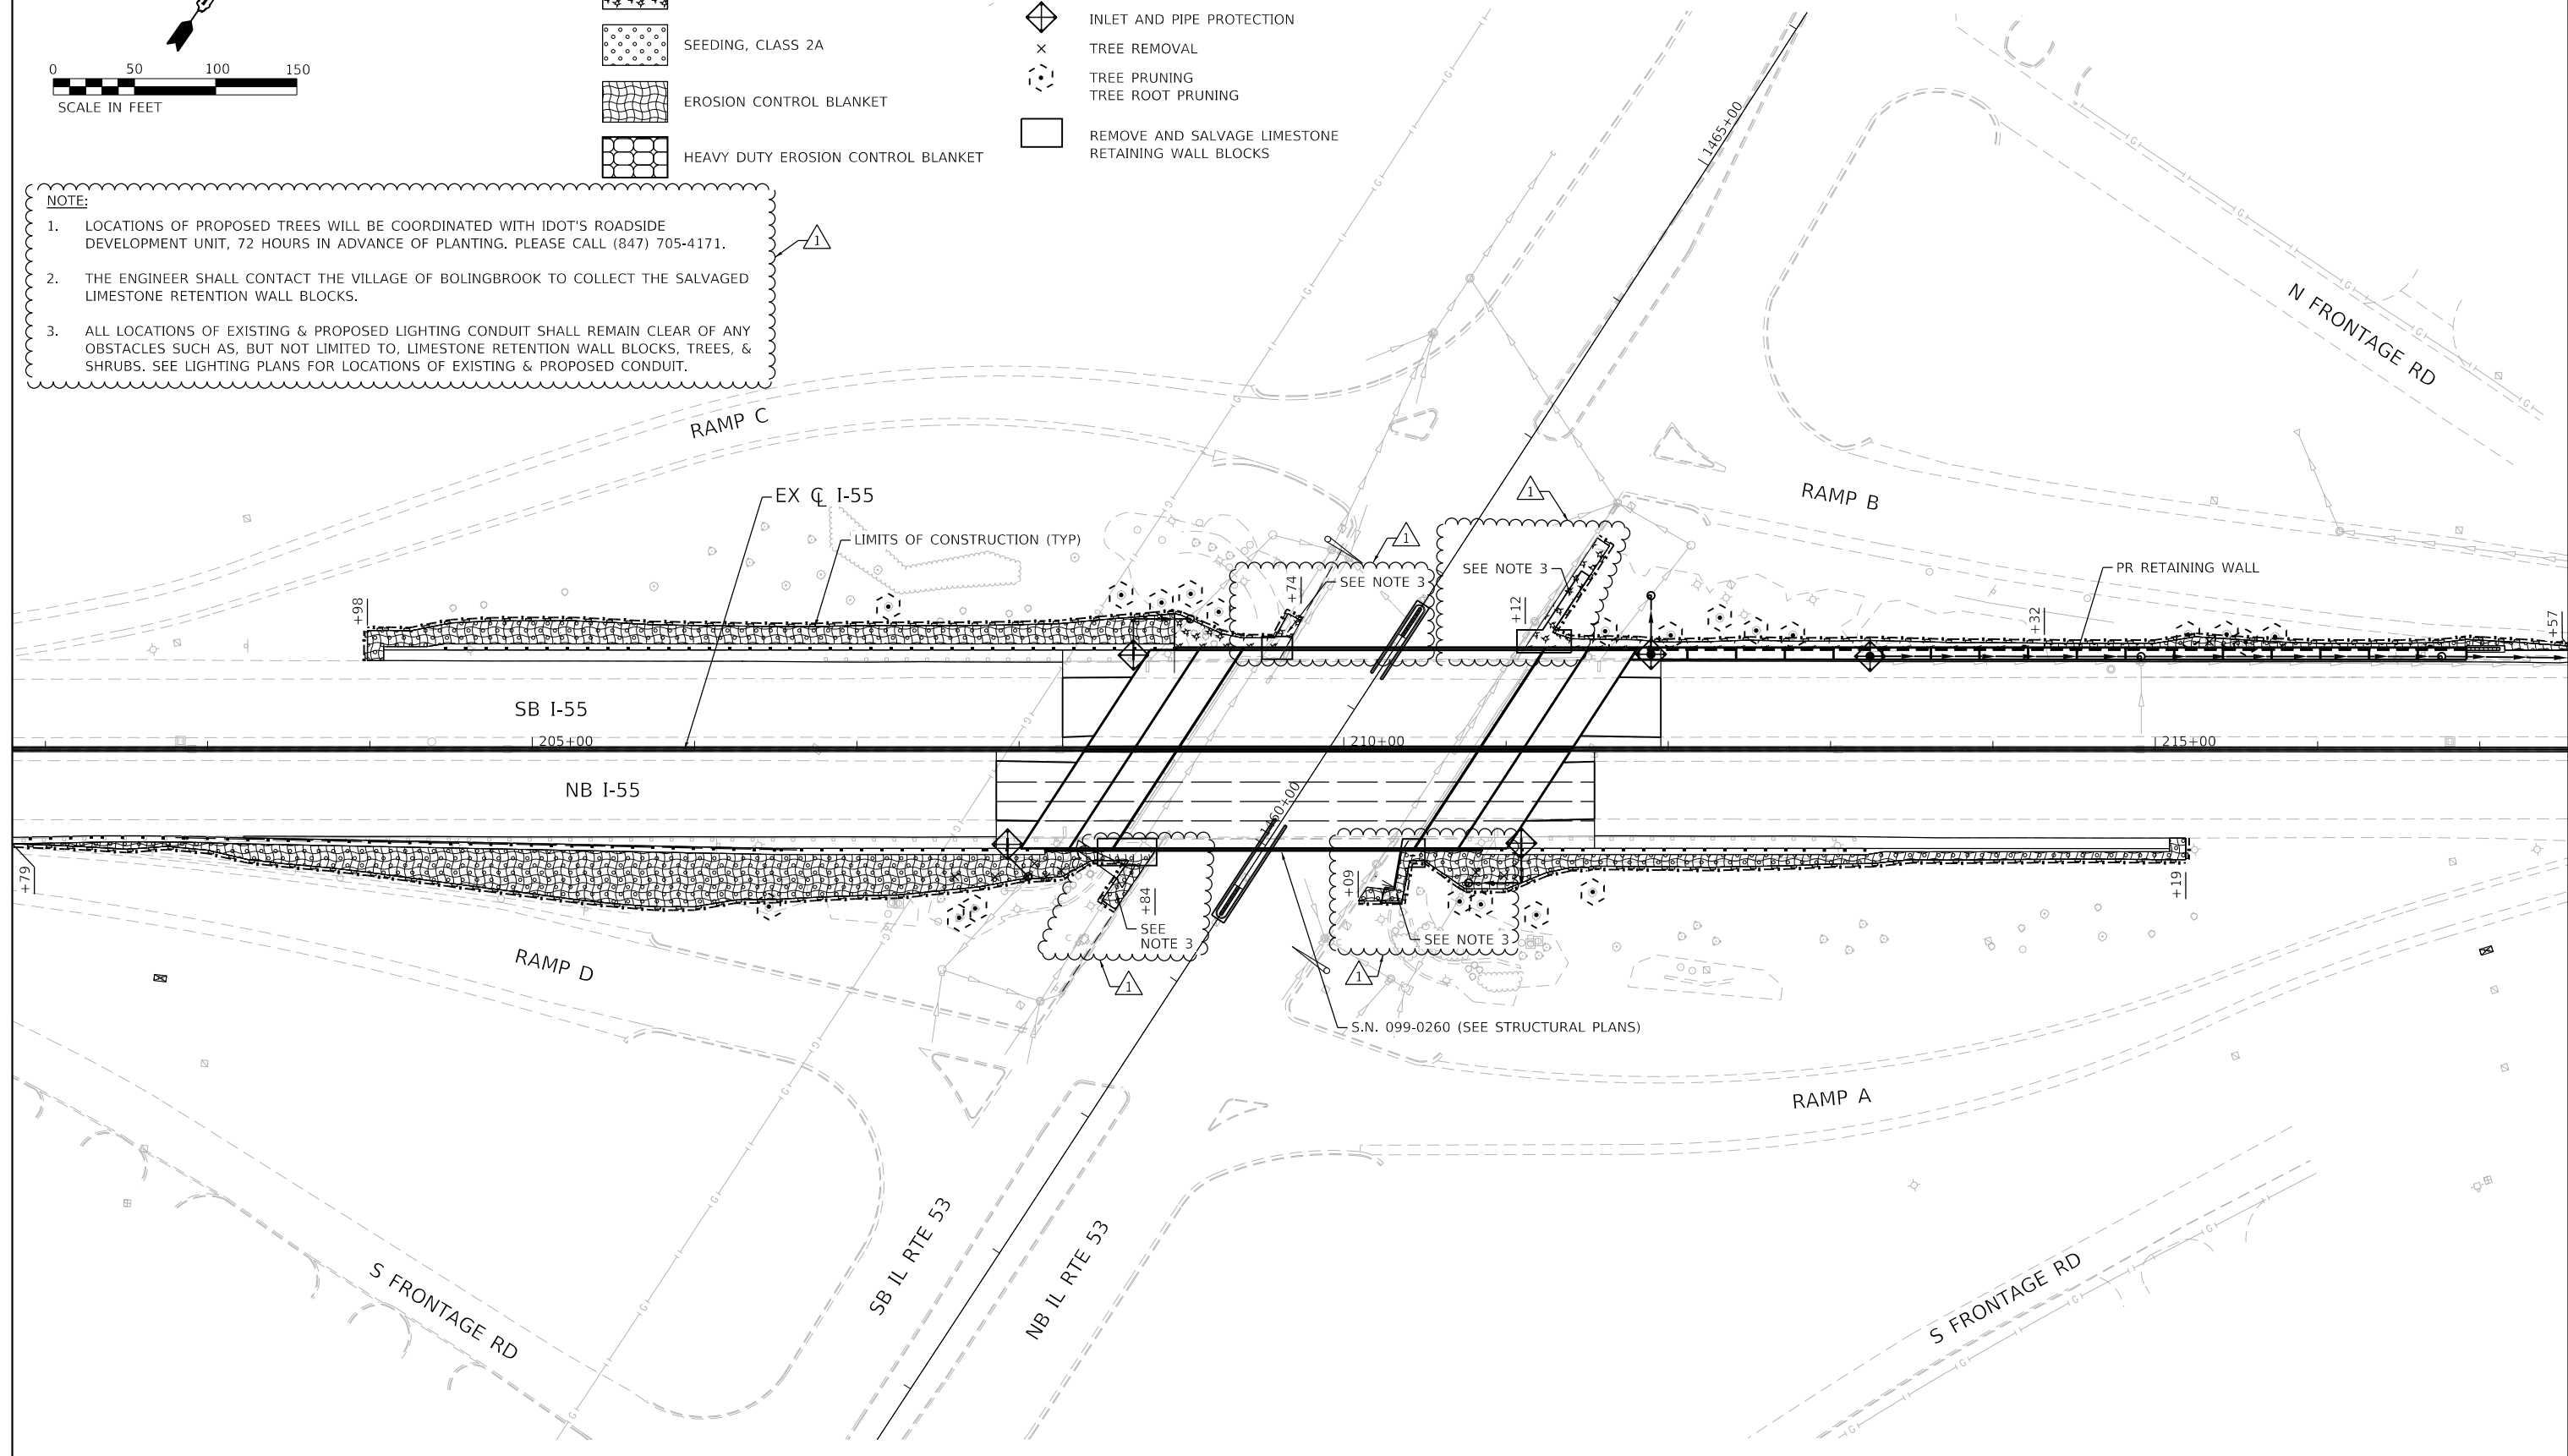 0 50 100 150
SCALE IN FEET
SEEDING, CLASS 2A
EROSION CONTROL BLANKET
HEAVY DUTY EROSION CONTROL BLANKET
INLET AND PIPE PROTECTION
TREE REMOVAL
TREE PRUNING
TREE ROOT PRUNING
REMOVE AND SALVAGE LIMESTONE
RETAINING WALL BLOCKS
NOTE:
1. LOCATIONS OF PROPOSED TREES WILL BE COORDINATED WITH IDOT'S ROADSIDE
DEVELOPMENT UNIT, 72 HOURS IN ADVANCE OF PLANTING. PLEASE CALL (847) 705-4171.
2. THE ENGINEER SHALL CONTACT THE VILLAGE OF BOLINGBROOK TO COLLECT THE SALVAGED
LIMESTONE RETENTION WALL BLOCKS.
3. ALL LOCATIONS OF EXISTING & PROPOSED LIGHTING CONDUIT SHALL REMAIN CLEAR OF ANY
OBSTACLES SUCH AS, BUT NOT LIMITED TO, LIMESTONE RETENTION WALL BLOCKS, TREES, &
SHRUBS. SEE LIGHTING PLANS FOR LOCATIONS OF EXISTING & PROPOSED CONDUIT.
1
1465+00
N FRONTAGE RD
RAMP C
RAMP B
EX ℄ I-55
LIMITS OF CONSTRUCTION (TYP)
1
1
SEE NOTE 3
SEE NOTE 3
PR RETAINING WALL
+98
+74
+12
+32
+57
SB I-55
205+00
210+00
215+00
NB I-55
1460+00
+79
+84
+09
+19
SEE
NOTE 3
SEE NOTE 3
1
1
RAMP D
S.N. 099-0260 (SEE STRUCTURAL PLANS)
RAMP A
SB IL RTE 53
NB IL RTE 53
S FRONTAGE RD
S FRONTAGE RD